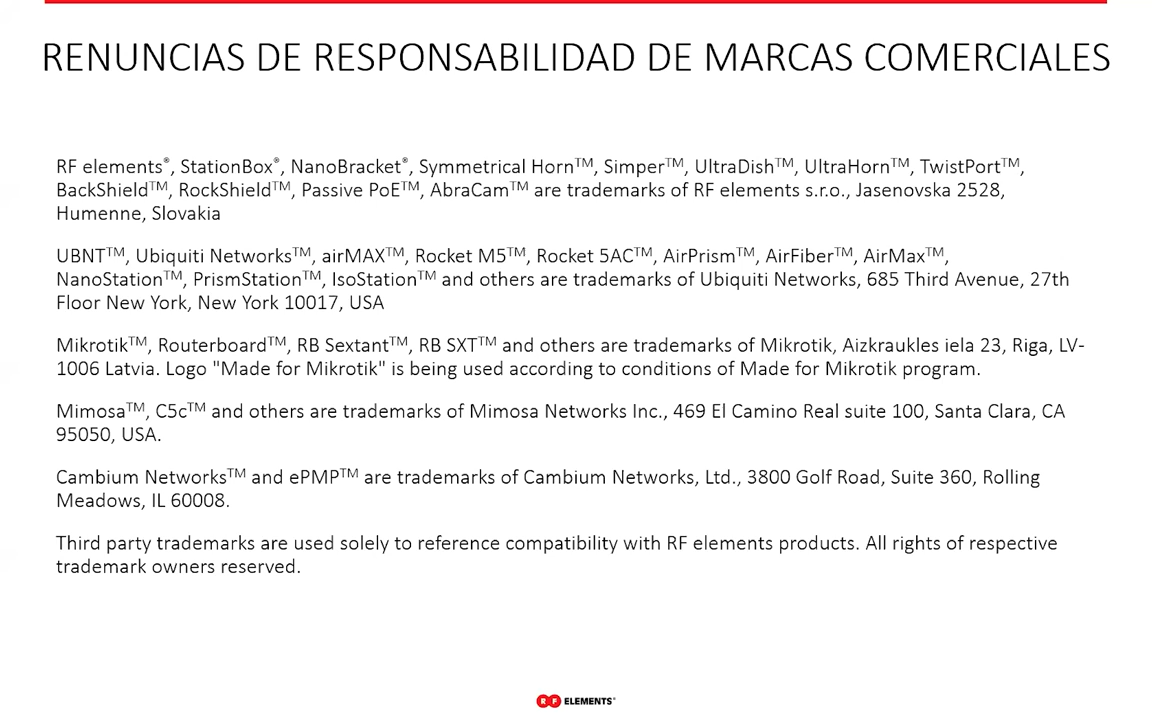 RENUNCIAS DE RESPONSABILIDAD DE MARCAS COMERCIALES
RF elements®, StationBox®, NanoBracket®, Symmetrical Horn™, Simper™, UltraDish™, UltraHorn™, TwistPort™,
BackShield™, RockShield™, Passive PoE™, AbraCam™ are trademarks of RF elements s.r.o., Jasenovska 2528,
Humenne, Slovakia
UBNT™, Ubiquiti Networks™, airMAX™, Rocket M5™, Rocket 5AC™, AirPrism™, AirFiber™, AirMax™,
NanoStation™, PrismStation™, IsoStation™ and others are trademarks of Ubiquiti Networks, 685 Third Avenue, 27th
Floor New York, New York 10017, USA
Mikrotik™, Routerboard™, RB Sextant™, RB SXT™ and others are trademarks of Mikrotik, Aizkraukles iela 23, Riga, LV-
1006 Latvia. Logo "Made for Mikrotik" is being used according to conditions of Made for Mikrotik program.
Mimosa™, C5c™ and others are trademarks of Mimosa Networks Inc., 469 El Camino Real suite 100, Santa Clara, CA
95050, USA.
Cambium Networks™ and ePMP™ are trademarks of Cambium Networks, Ltd., 3800 Golf Road, Suite 360, Rolling
Meadows, IL 60008.
Third party trademarks are used solely to reference compatibility with RF elements products. All rights of respective
trademark owners reserved.
RF ELEMENTS®